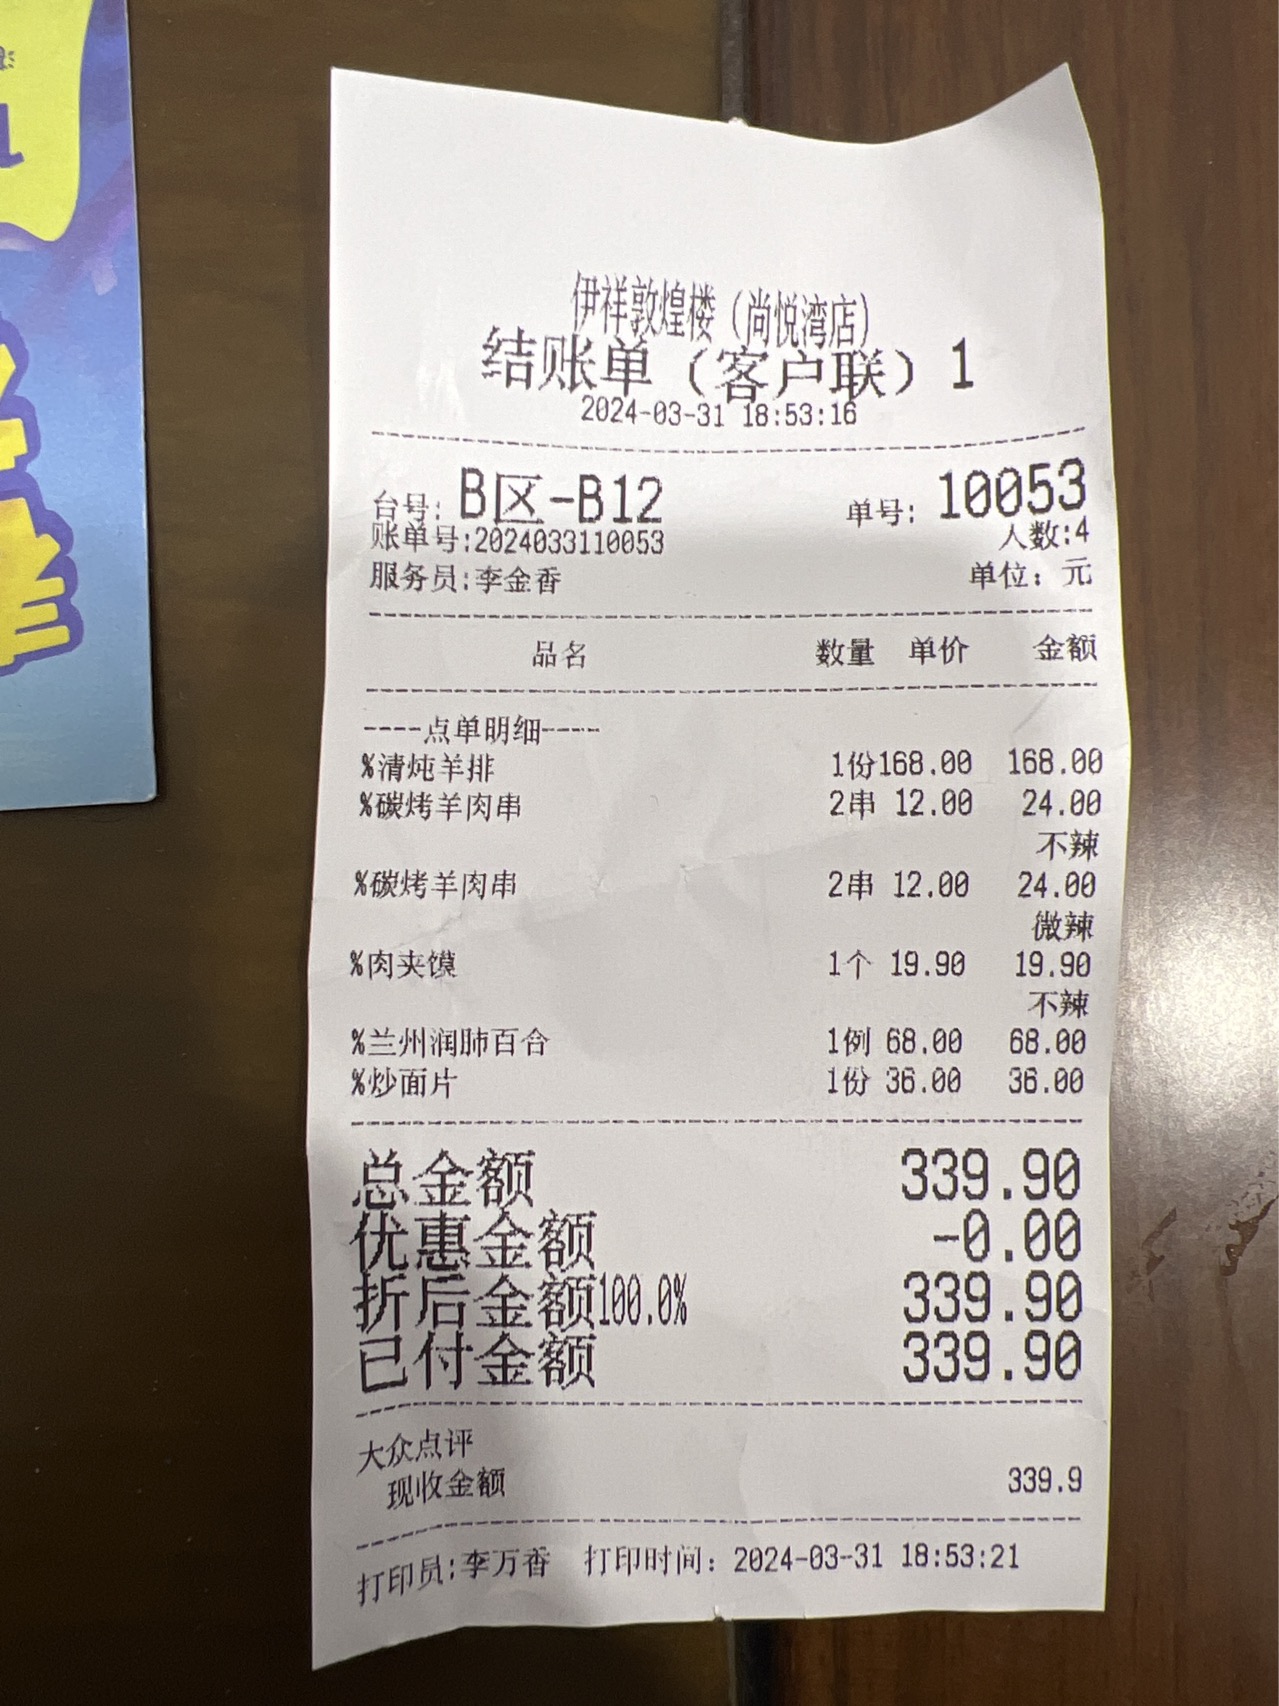 伊祥敦煌楼（尚悦湾店）
结账单（客户联）1
2024-03-31 18:53:16
台号: B区-B12 单号: 10053
账单号:2024033110053 人数:4
服务员:李金香 单位: 元
品名 数量 单价 金额
----点单明细----
%清炖羊排 1份168.00 168.00
%碳烤羊肉串 2串 12.00 24.00
不辣
%碳烤羊肉串 2串 12.00 24.00
微辣
%肉夹馍 1个 19.90 19.90
不辣
%兰州润肺百合 1例 68.00 68.00
%炒面片 1份 36.00 36.00
总金额 339.90
优惠金额 -0.00
折后金额100.0% 339.90
已付金额 339.90
大众点评
现收金额 339.9
打印员:李万香 打印时间: 2024-03-31 18:53:21